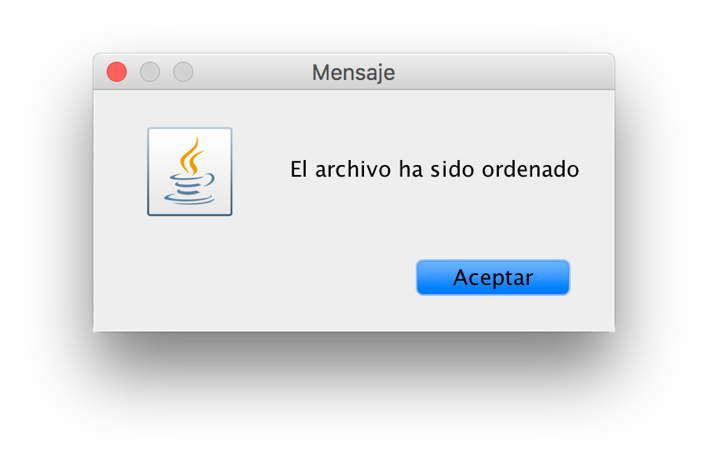 Mensaje
El archivo ha sido ordenado
Aceptar